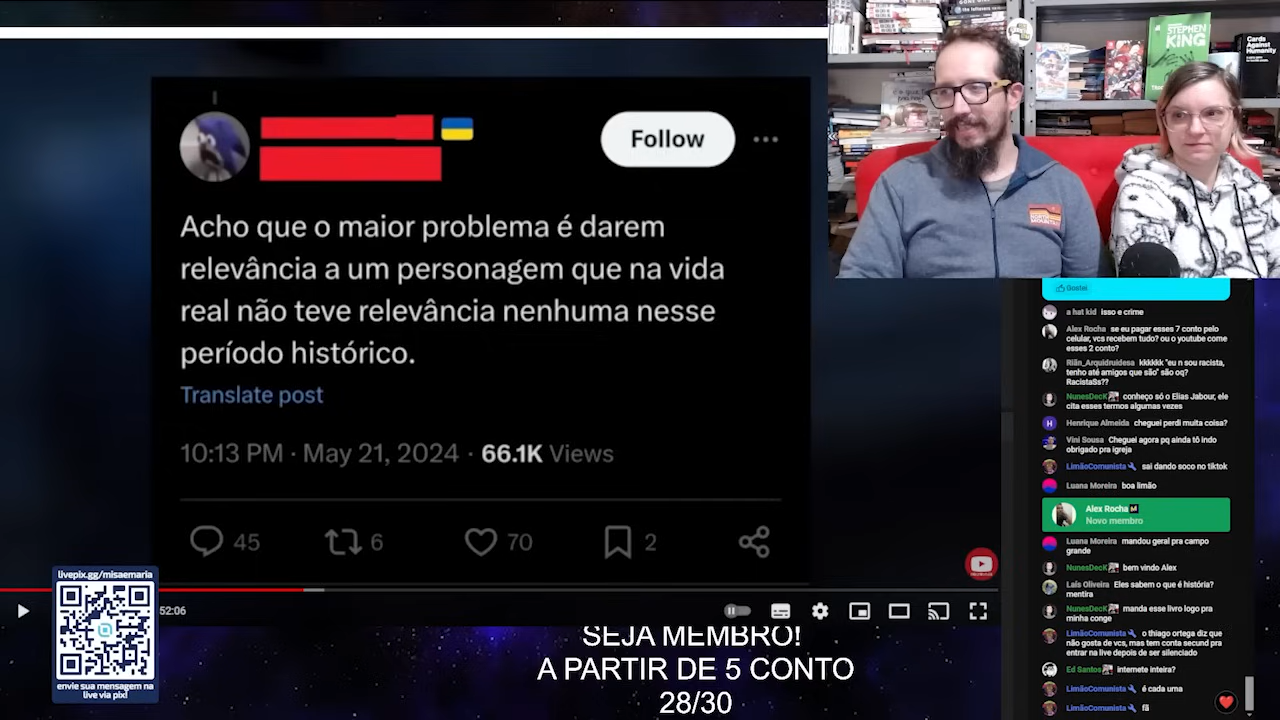 Follow
Acho que o maior problema é darem
relevância a um personagem que na vida
real não teve relevância nenhuma nesse
período histórico.
Translate post
10:13 PM · May 21, 2024 · 66.1K Views
45
6
70
2
livepix.gg/misaemaria
envie sua mensagem na
live via pix!
52:06
SEJA MEMBRO!
A PARTIR DE 5 CONTO
28/30
STEPHEN
KING
Cards
Against
Humanity
NORTH
Gostei
a hat kid isso e crime
Alex Rocha se eu pagar esses 7 conto pelo
celular, vcs recebem tudo? ou o youtube come
esses 2 conto?
Riân_Arquidruidesa kkkkkk "eu n sou racista,
tenho até amigos que são" são oq?
RacistaSs??
NunesDecK conheço só o Elias Jabour, ele
cita esses termos algumas vezes
Henrique Almeida cheguei perdi muita coisa?
Vini Sousa Cheguei agora pq ainda tô indo
obrigado pra igreja
LimãoComunista sai dando soco no tiktok
Luana Moreira boa limão
Alex Rocha
Novo membro
Luana Moreira mandou geral pra campo
grande
NunesDecK bem vindo Alex
Laís Oliveira Eles sabem o que é história?
mentira
NunesDecK manda esse livro logo pra
minha conge
LimãoComunista o thiago ortega diz que
não gosta de vcs, mas tem conta secund pra
entrar na live depois de ser silenciado
Ed Santos internete inteira?
LimãoComunista é cada uma
LimãoComunista fã